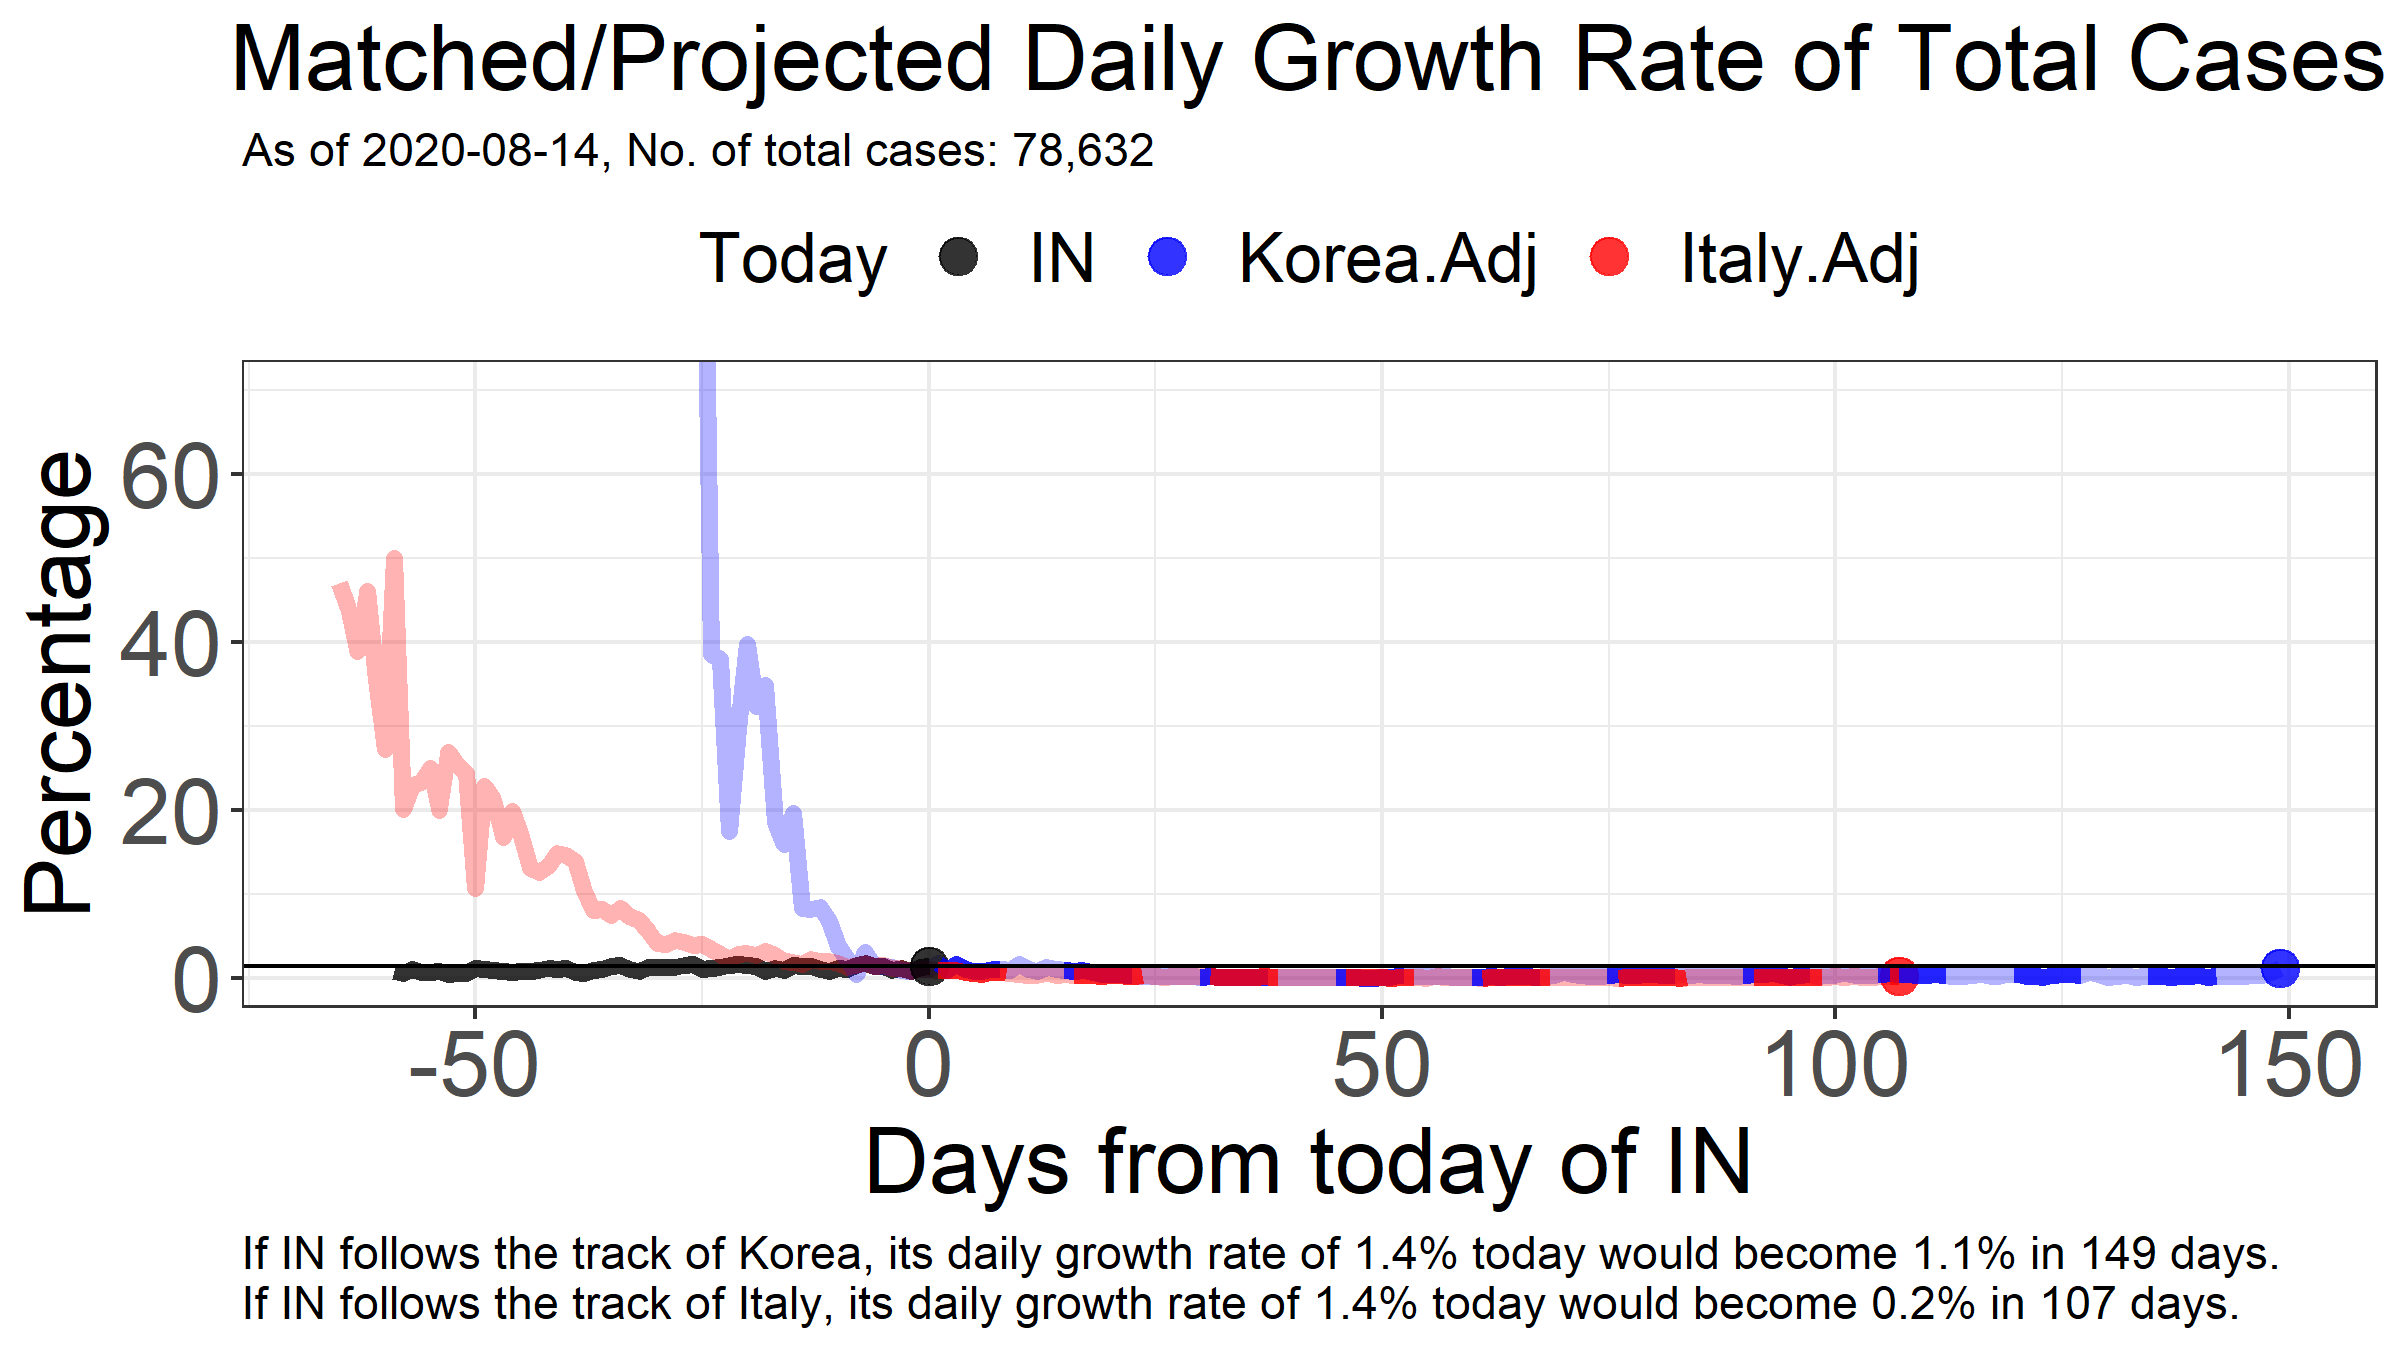 Matched/Projected Daily Growth Rate of Total Cases
As of 2020-08-14, No. of total cases: 78,632
Today IN Korea.Adj Italy.Adj
Percentage
60
40
20
0
-50 0 50 100 150
Days from today of IN
If IN follows the track of Korea, its daily growth rate of 1.4% today would become 1.1% in 149 days.
If IN follows the track of Italy, its daily growth rate of 1.4% today would become 0.2% in 107 days.